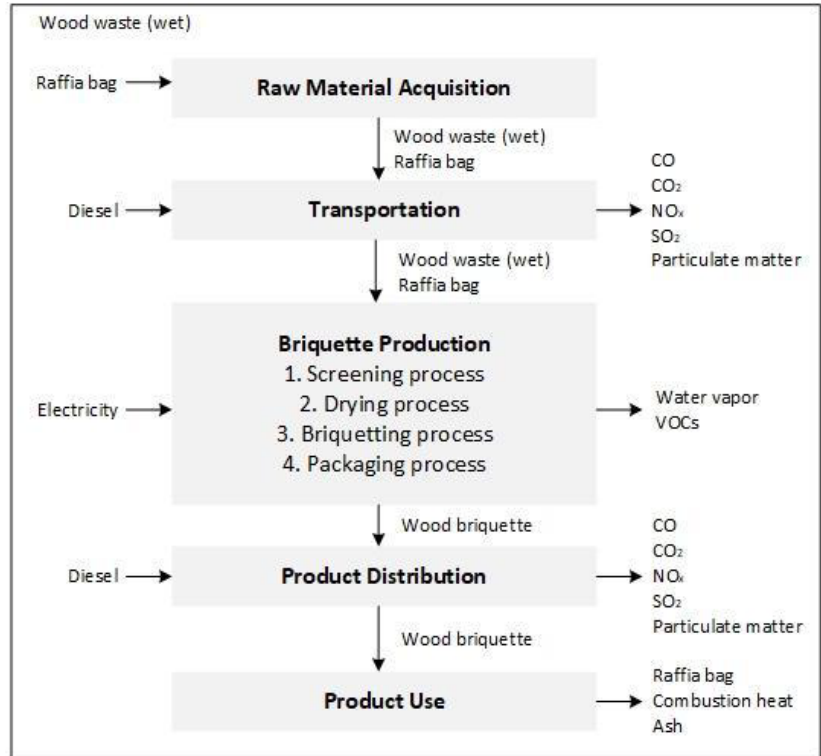 Wood waste (wet)
Raffia bag
Raw Material Acquisition
Wood waste (wet)
Raffia bag
Diesel
Transportation
CO
CO₂
NOₓ
SO₂
Particulate matter
Wood waste (wet)
Raffia bag
Electricity
Briquette Production
1. Screening process
2. Drying process
3. Briquetting process
4. Packaging process
Water vapor
VOCs
Wood briquette
Diesel
Product Distribution
CO
CO₂
NOₓ
SO₂
Particulate matter
Wood briquette
Product Use
Raffia bag
Combustion heat
Ash